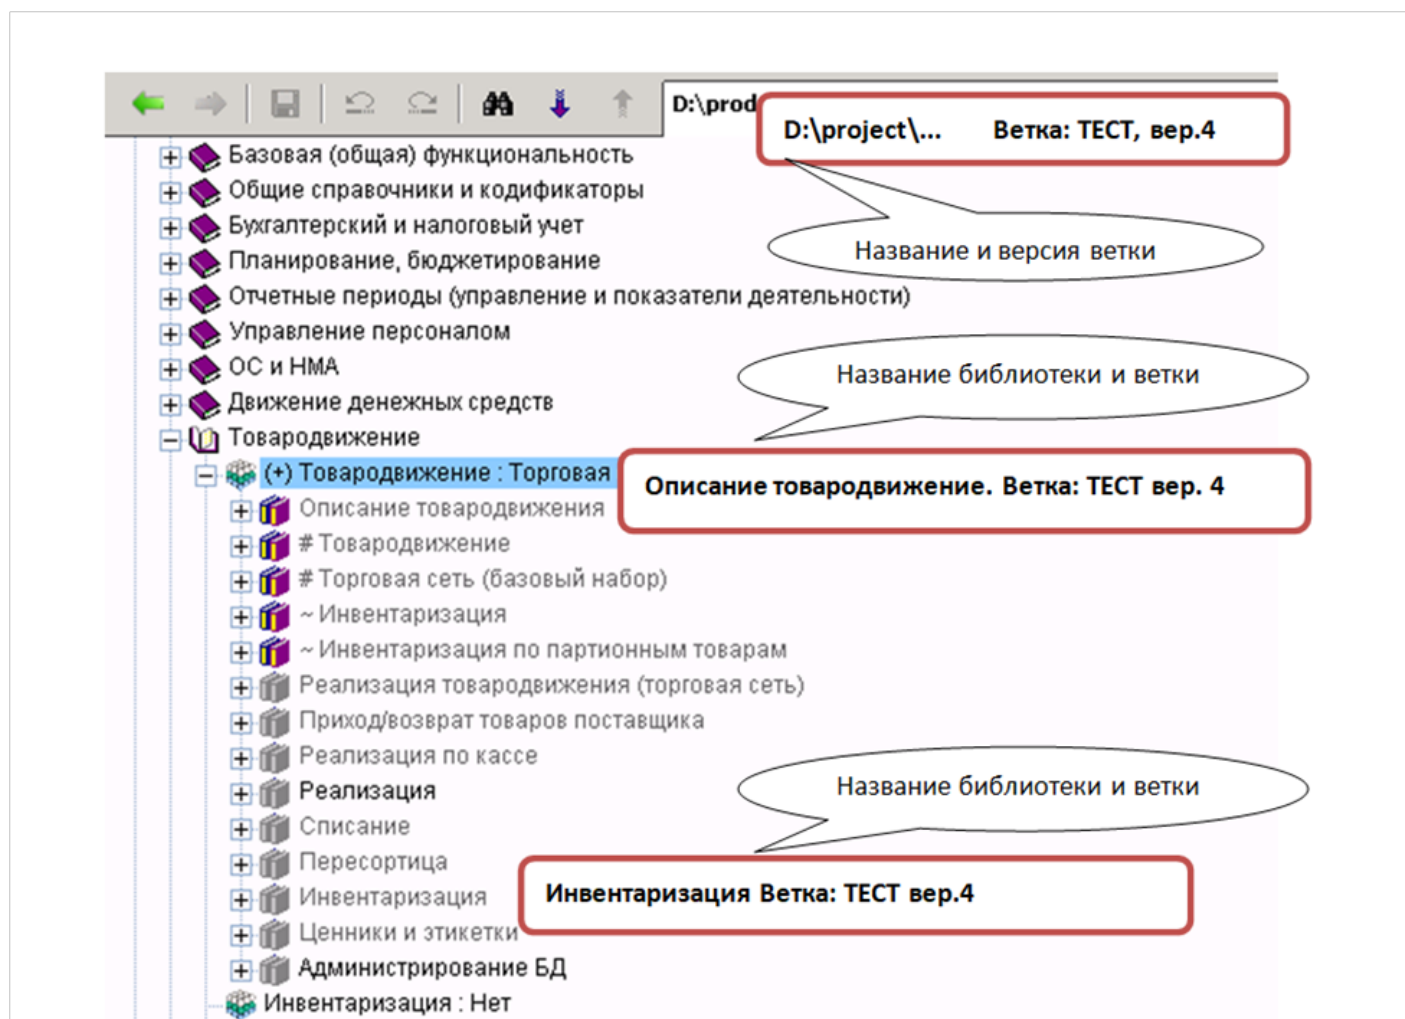 D:\prod
D:\project\... Ветка: ТЕСТ, вер.4
Базовая (общая) функциональность
Общие справочники и кодификаторы
Бухгалтерский и налоговый учет
Название и версия ветки
Планирование, бюджетирование
Отчетные периоды (управление и показатели деятельности)
Управление персоналом
ОС и НМА
Название библиотеки и ветки
Движение денежных средств
Товародвижение
(+) Товародвижение : Торговая
Описание товародвижение. Ветка: ТЕСТ вер. 4
Описание товародвижения
# Товародвижение
# Торговая сеть (базовый набор)
~ Инвентаризация
~ Инвентаризация по партионным товарам
Реализация товародвижения (торговая сеть)
Приход/возврат товаров поставщика
Реализация по кассе
Название библиотеки и ветки
Реализация
Списание
Пересортица
Инвентаризация
Инвентаризация Ветка: ТЕСТ вер.4
Ценники и этикетки
Администрирование БД
Инвентаризация : Нет